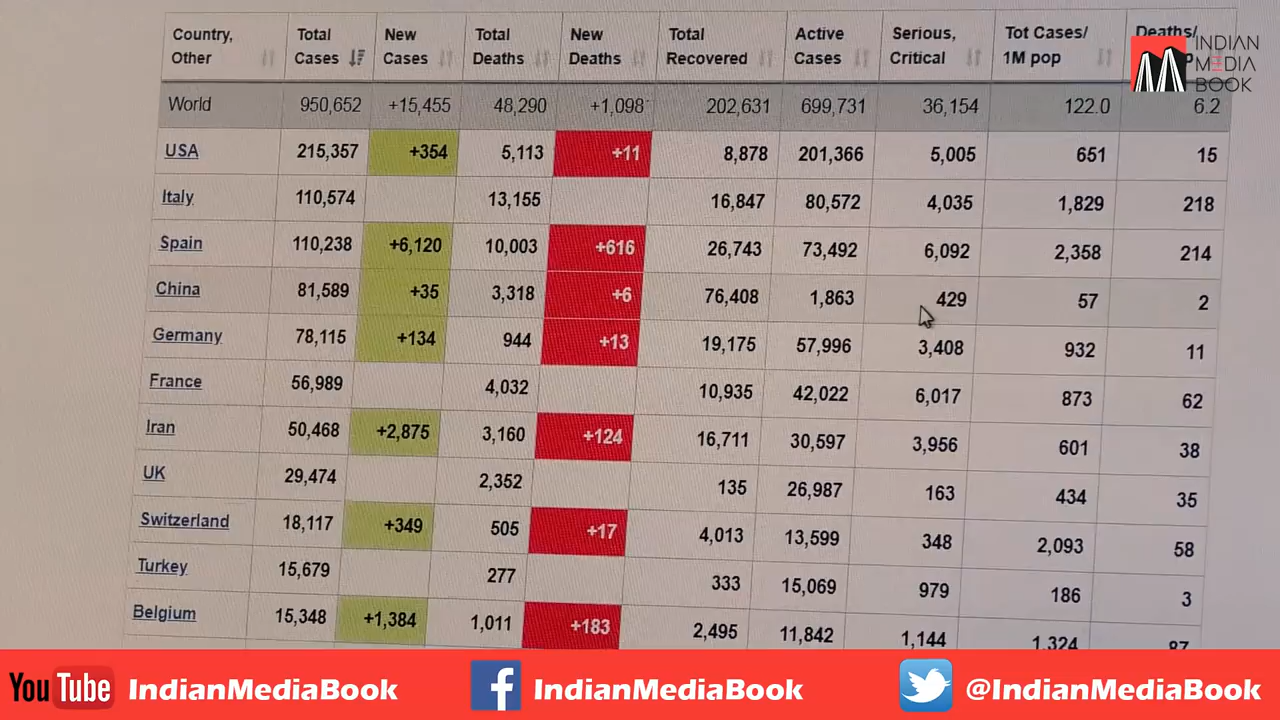 Country, Other Total Cases New Cases Total Deaths New Deaths Total Recovered Active Cases Serious, Critical Tot Cases/ 1M pop Deaths/
INDIAN MEDIA BOOK
World 950,652 +15,455 48,290 +1,098 202,631 699,731 36,154 122.0 6.2
USA 215,357 +354 5,113 +11 8,878 201,366 5,005 651 15
Italy 110,574 13,155 16,847 80,572 4,035 1,829 218
Spain 110,238 +6,120 10,003 +616 26,743 73,492 6,092 2,358 214
China 81,589 +35 3,318 +6 76,408 1,863 429 57 2
Germany 78,115 +134 944 +13 19,175 57,996 3,408 932 11
France 56,989 4,032 10,935 42,022 6,017 873 62
Iran 50,468 +2,875 3,160 +124 16,711 30,597 3,956 601 38
UK 29,474 2,352 135 26,987 163 434 35
Switzerland 18,117 +349 505 +17 4,013 13,599 348 2,093 58
Turkey 15,679 277 333 15,069 979 186 3
Belgium 15,348 +1,384 1,011 +183 2,495 11,842 1,144 1,324 87
YouTube IndianMediaBook f IndianMediaBook @IndianMediaBook